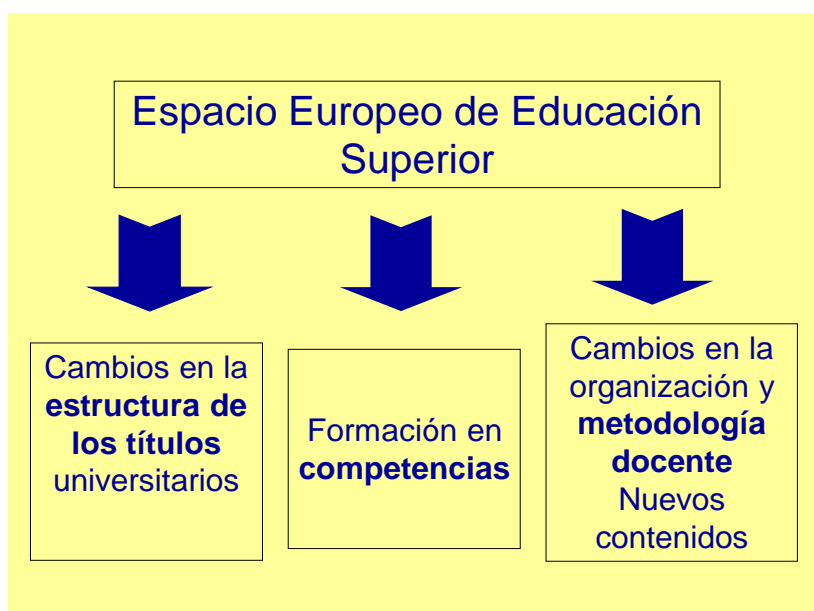 Espacio Europeo de Educación
Superior
Cambios en la
estructura de
los títulos
universitarios
Formación en
competencias
Cambios en la
organización y
metodología
docente
Nuevos
contenidos